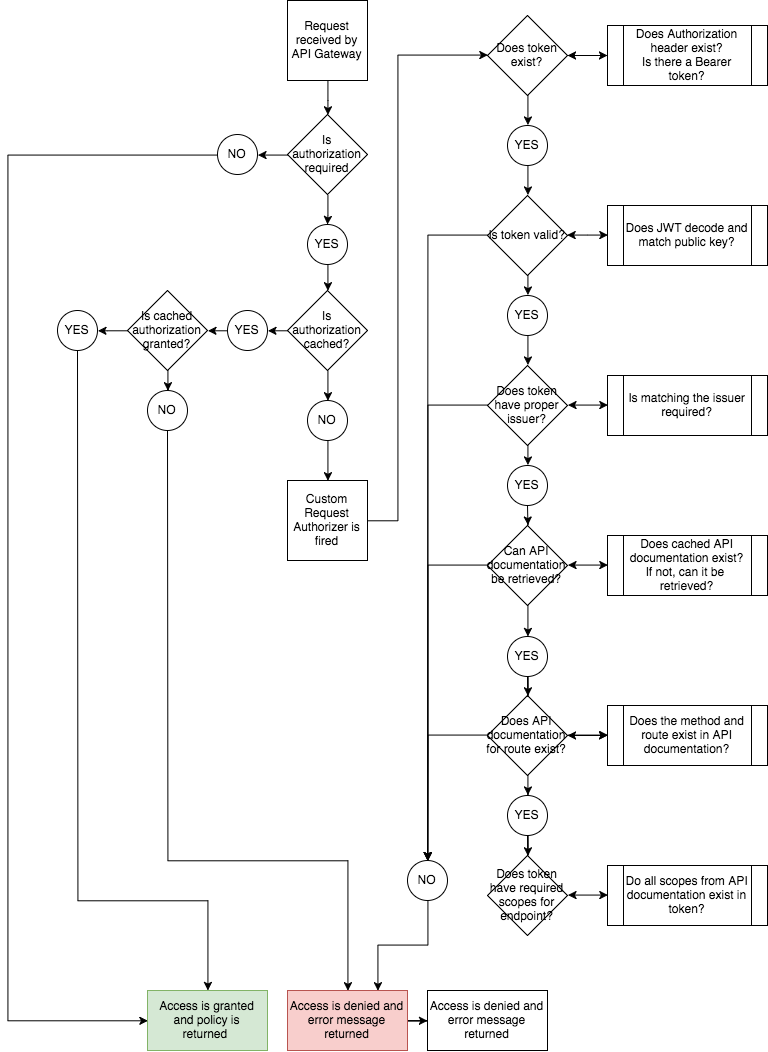 Request
received by
API Gateway
Is
authorization
required
NO
YES
Is
authorization
cached?
YES
Is cached
authorization
granted?
YES
NO
NO
Custom
Request
Authorizer is
fired
Does token
exist?
Does Authorization
header exist?
Is there a Bearer
token?
YES
Is token valid?
Does JWT decode and
match public key?
YES
Does token
have proper
issuer?
Is matching the issuer
required?
YES
Can API
documentation
be retrieved?
Does cached API
documentation exist?
If not, can it be
retrieved?
YES
Does API
documentation
for route exist?
Does the method and
route exist in API
documentation?
YES
NO
Does token
have required
scopes for
endpoint?
Do all scopes from API
documentation exist in
token?
Access is granted
and policy is
returned
Access is denied and
error message
returned
Access is denied and
error message
returned